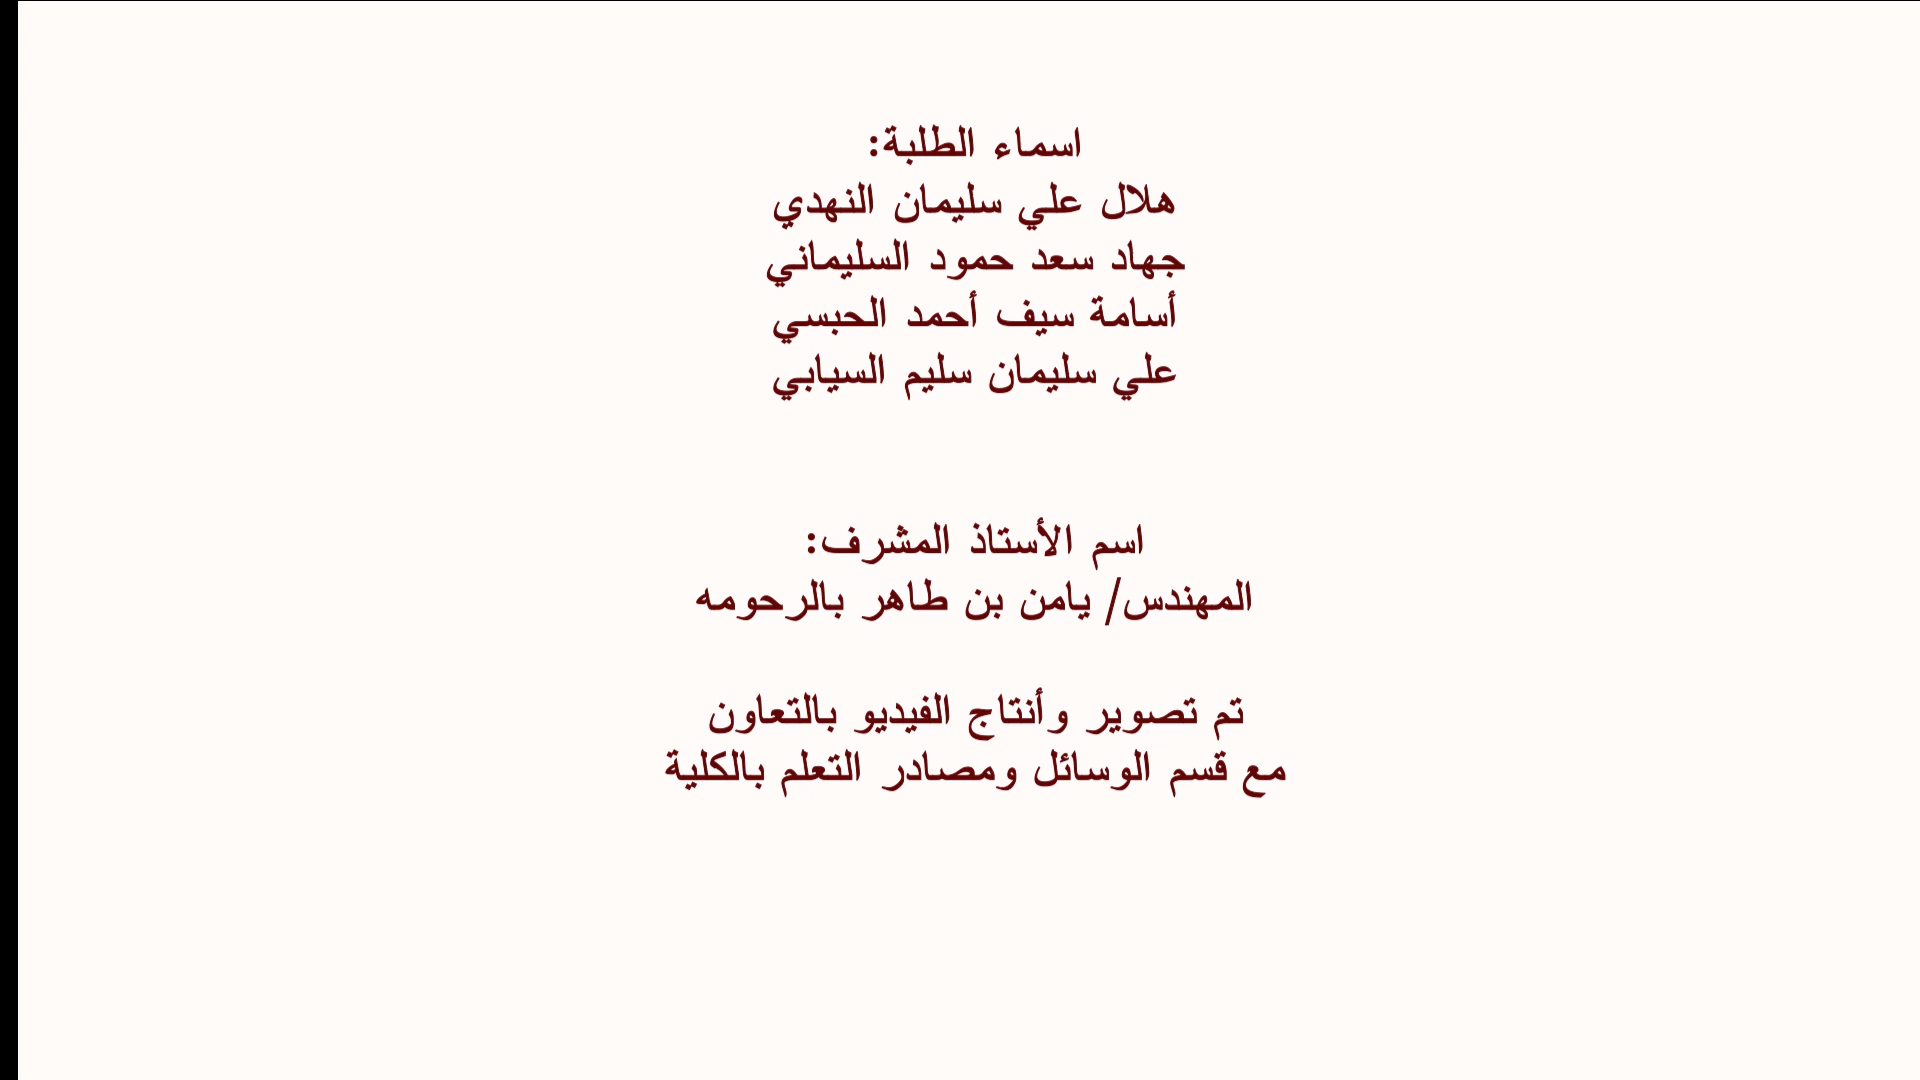 اسماء الطلبة:
هلال علي سليمان النهدي
جهاد سعد حمود السليماني
أسامة سيف أحمد الحبسي
علي سليمان سليم السيابي
اسم الأستاذ المشرف:
المهندس/ يامن بن طاهر بالرحومه
تم تصوير وأنتاج الفيديو بالتعاون
مع قسم الوسائل ومصادر التعلم بالكلية